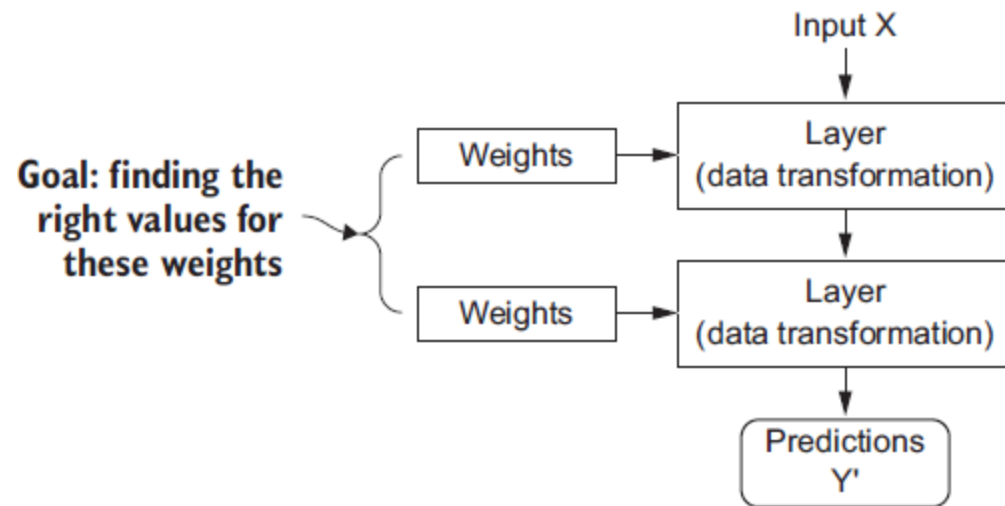 Input X
Weights
Layer
(data transformation)
Goal: finding the
right values for
these weights
Weights
Layer
(data transformation)
Predictions
Y'